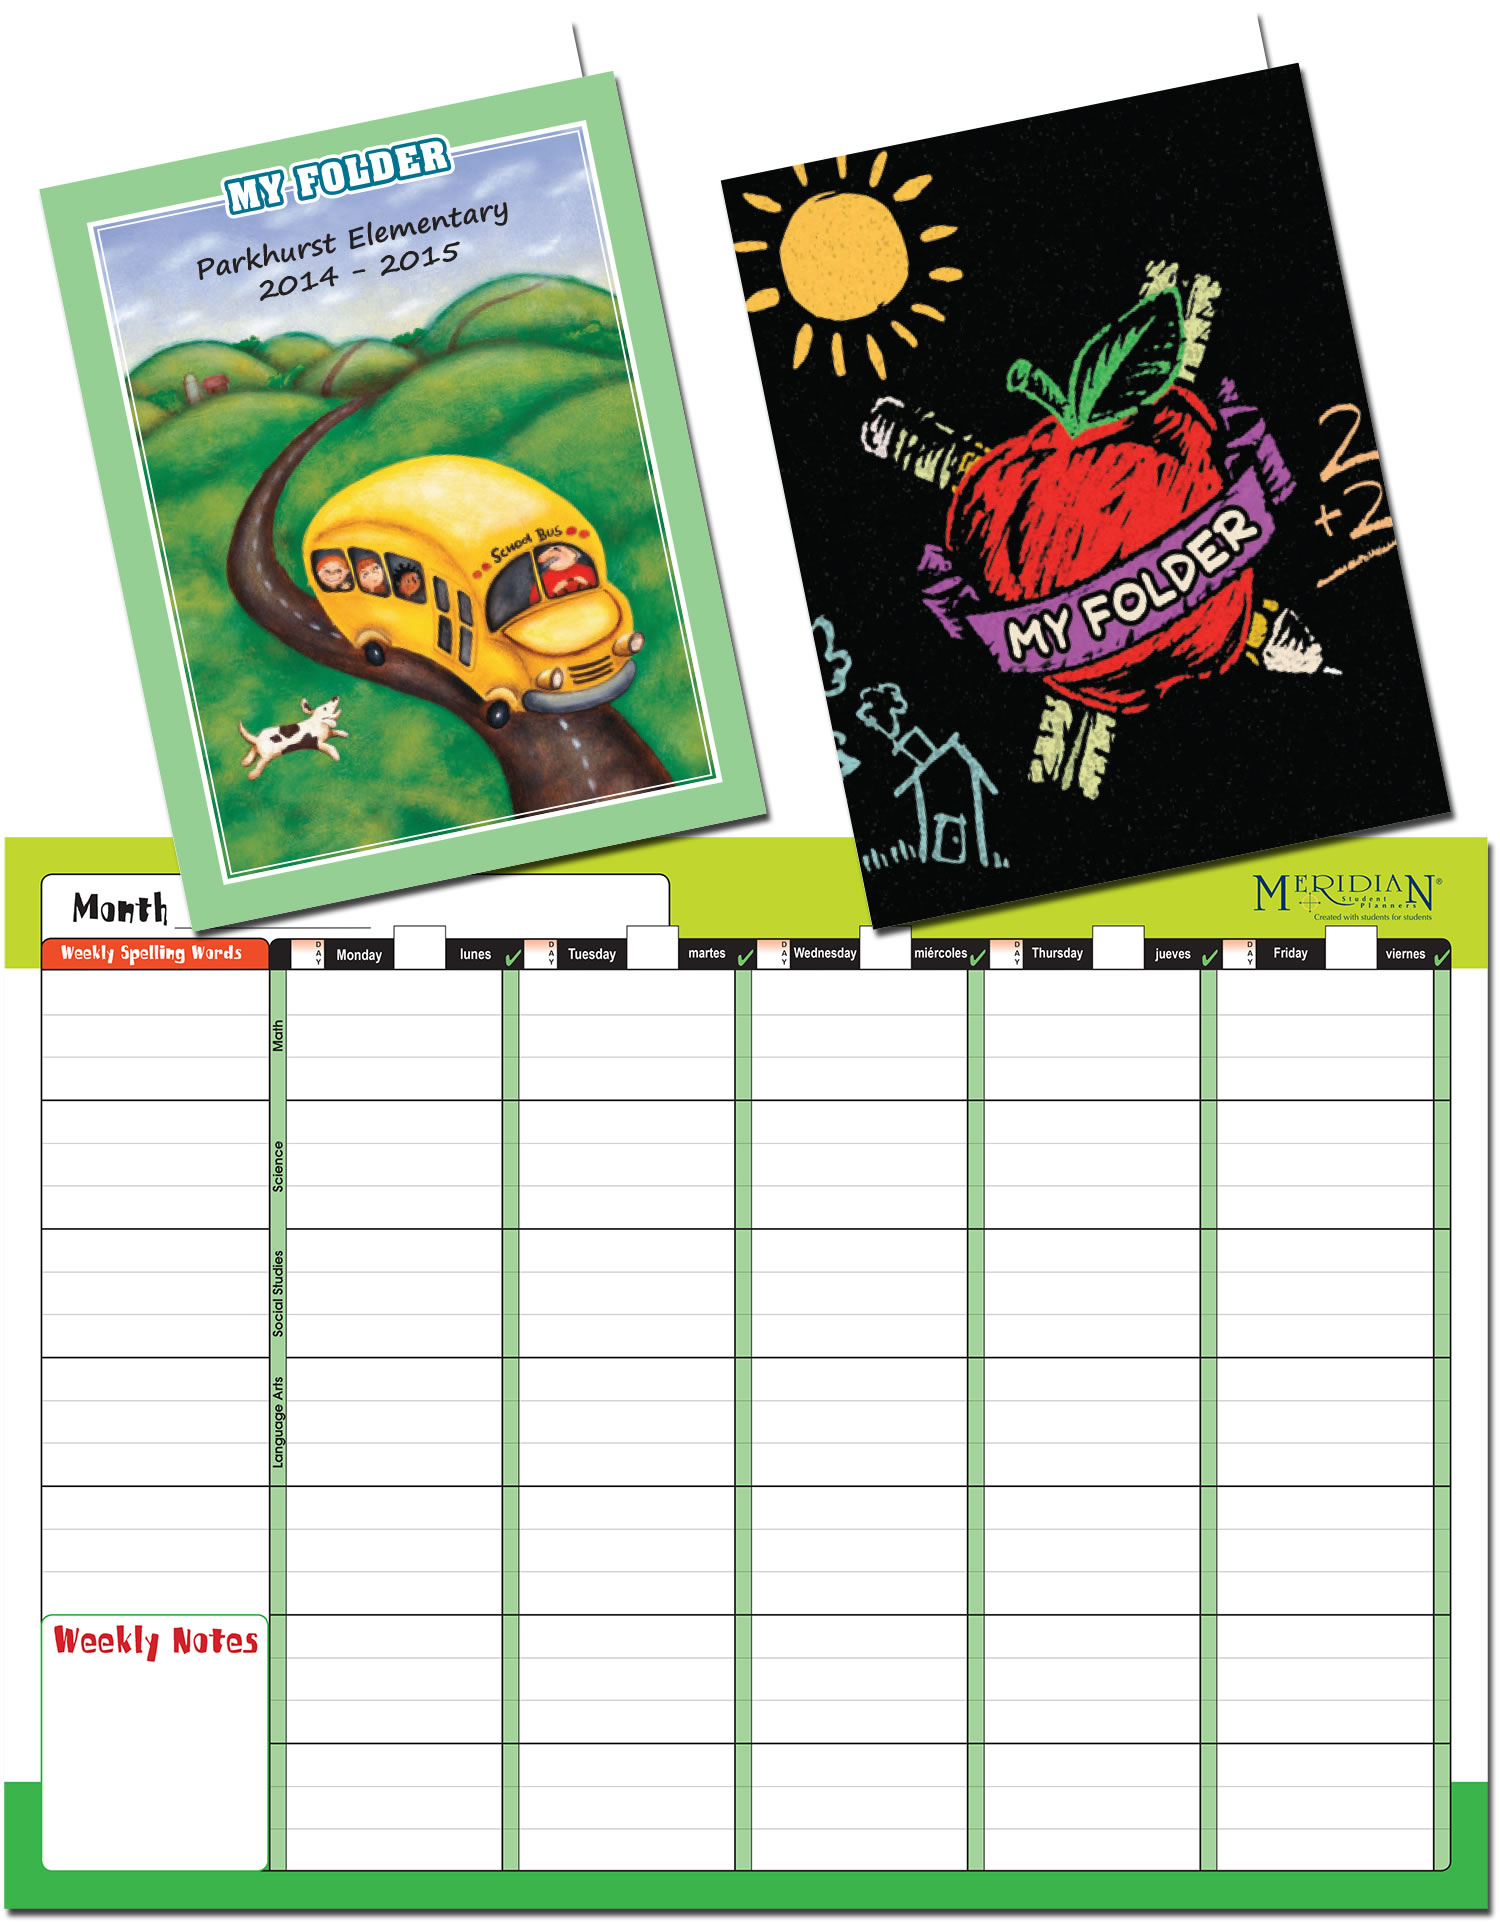 MY FOLDER
Parkhurst Elementary
2014 - 2015
SCHOOL BUS
2
+2
MY FOLDER
MERIDIAN®
Student
Planners
Created with students for students
Month
Weekly Spelling Words
DAY Monday lunes ✓ DAY Tuesday martes ✓ DAY Wednesday miércoles ✓ DAY Thursday jueves ✓ DAY Friday viernes ✓
Math
Science
Social Studies
Language Arts
Weekly Notes